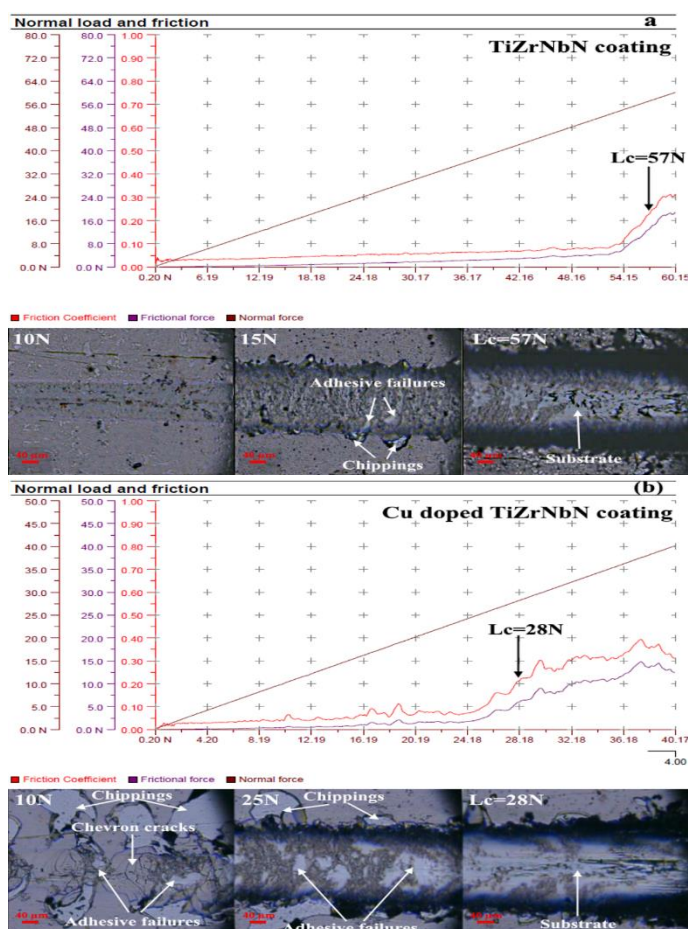 Normal load and friction a
80.0 80.0 1.00 TiZrNbN coating
72.0 72.0 0.90
64.0 64.0 0.80
56.0 56.0 0.70
48.0 48.0 0.60
40.0 40.0 0.50
32.0 32.0 0.40 Lc=57N
24.0 24.0 0.30
16.0 16.0 0.20
8.0 8.0 0.10
0.0 N 0.0 N 0.00
0.20 N 6.19 12.19 18.18 24.18 30.17 36.17 42.16 48.16 54.15 60.15
Friction Coefficient Frictional force Normal force
10N 15N Lc=57N
Adhesive failures
Chippings Substrate
40 µm 40 µm 40 µm
Normal load and friction (b)
50.0 50.0 1.00 Cu doped TiZrNbN coating
45.0 45.0 0.90
40.0 40.0 0.80
35.0 35.0 0.70
30.0 30.0 0.60
25.0 25.0 0.50
20.0 20.0 0.40 Lc=28N
15.0 15.0 0.30
10.0 10.0 0.20
5.0 5.0 0.10
0.0 N 0.0 N 0.00
0.20 N 4.20 8.19 12.19 16.19 20.19 24.18 28.18 32.18 36.18 40.17
4.00
Friction Coefficient Frictional force Normal force
10N Chippings 25N Chippings Lc=28N
Chevron cracks
Adhesive failures Adhesive failures Substrate
40 µm 40 µm 40 µm